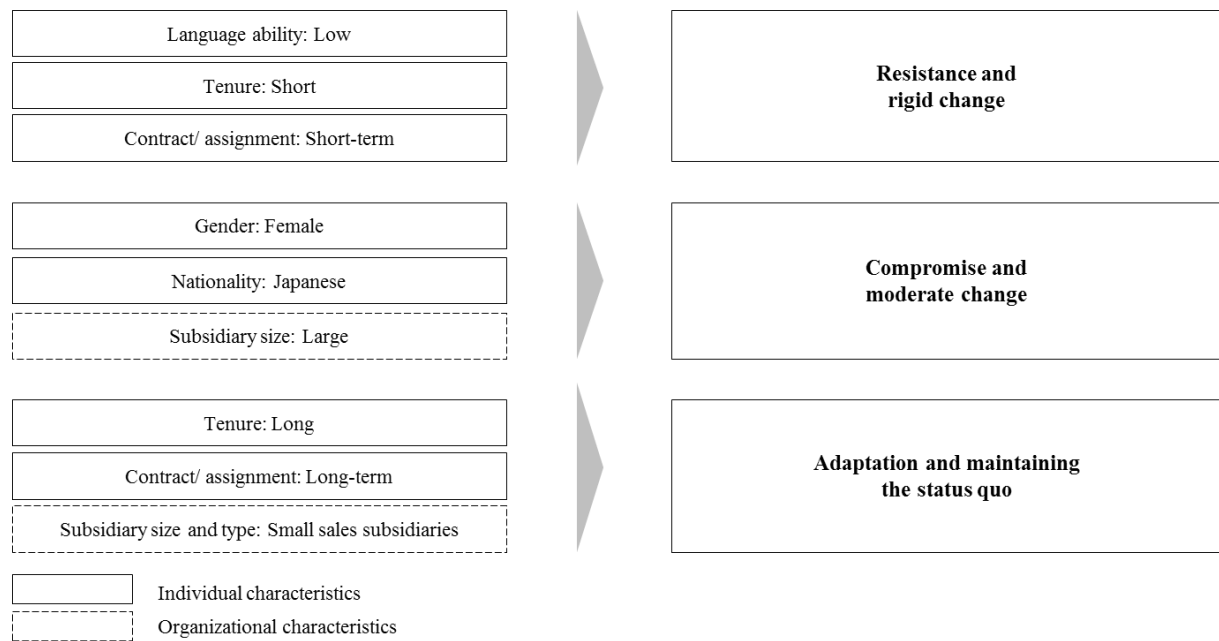 Language ability: Low
Tenure: Short
Contract/ assignment: Short-term
Resistance and
rigid change
Gender: Female
Nationality: Japanese
Subsidiary size: Large
Compromise and
moderate change
Tenure: Long
Contract/ assignment: Long-term
Subsidiary size and type: Small sales subsidiaries
Adaptation and maintaining
the status quo
Individual characteristics
Organizational characteristics